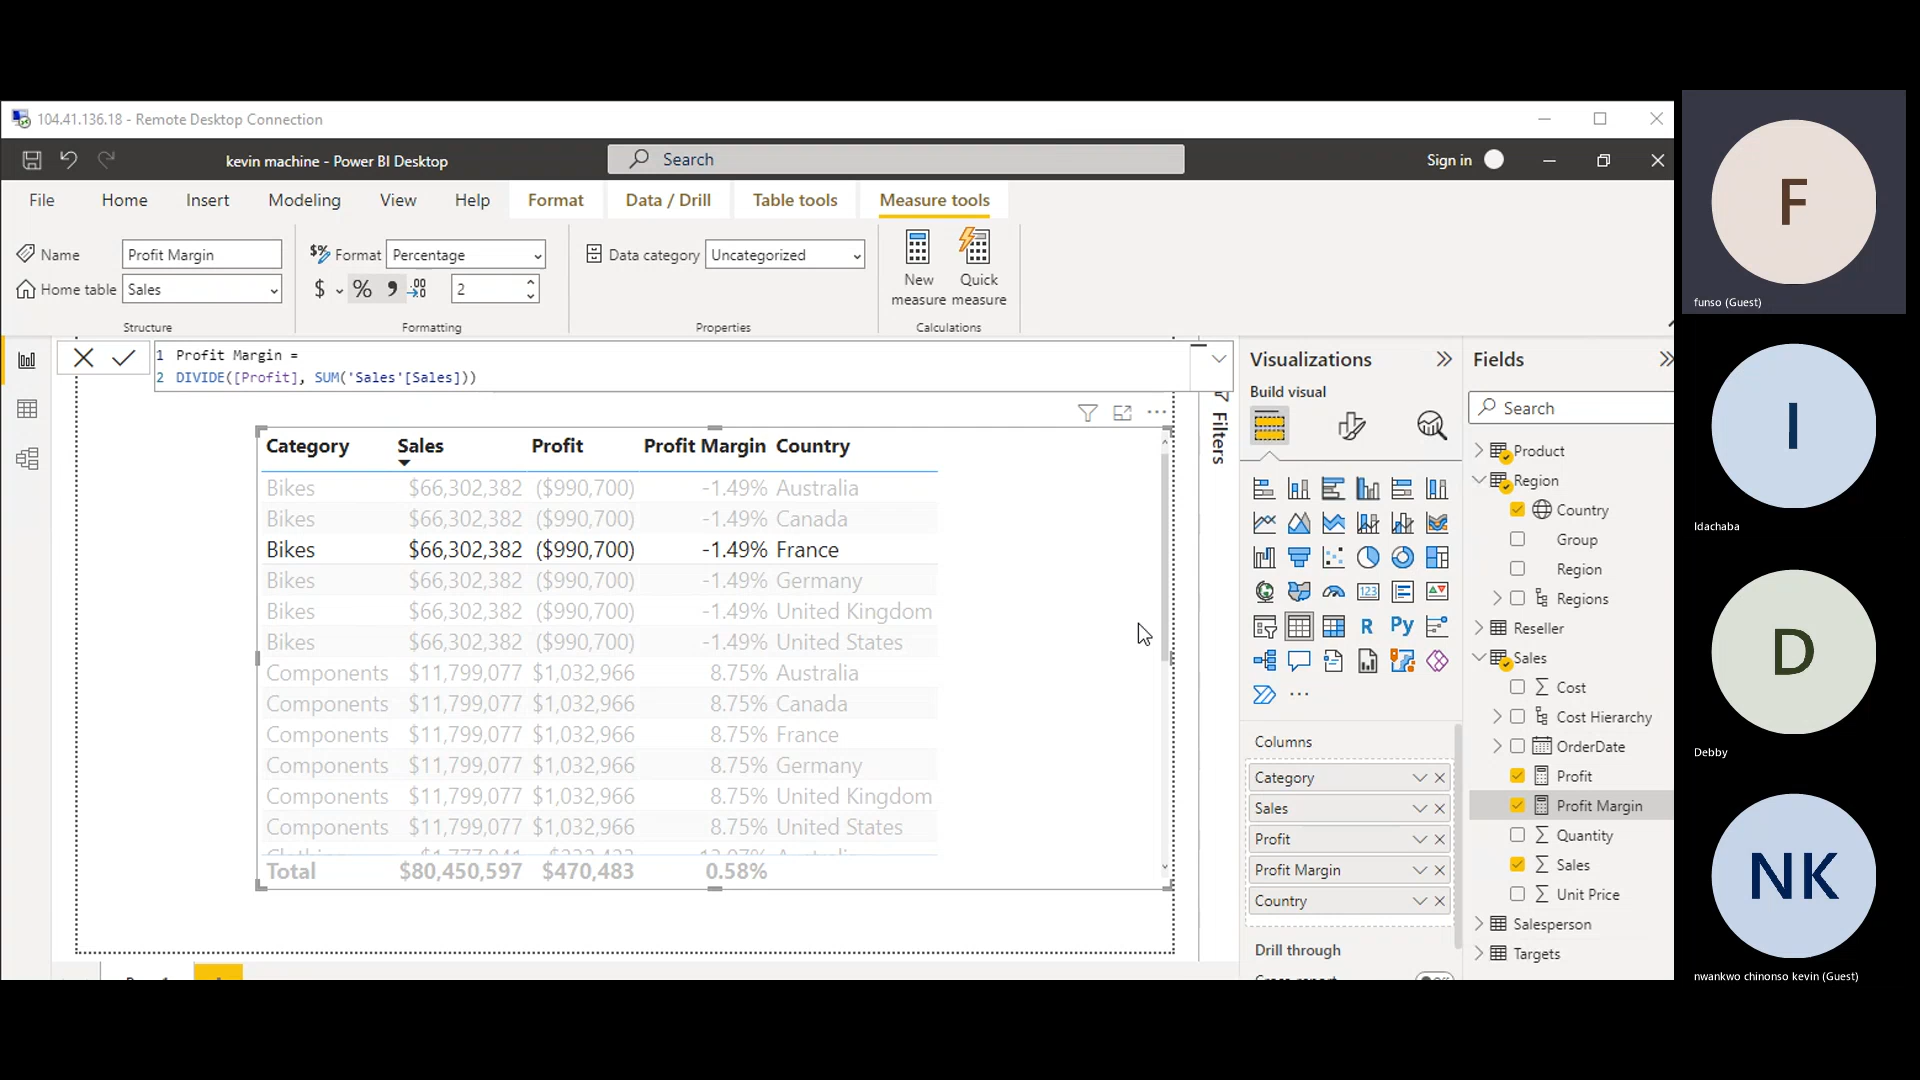 104.41.136.18 - Remote Desktop Connection
kevin machine - Power BI Desktop
Search
Sign in
File Home Insert Modeling View Help Format Data / Drill Table tools Measure tools
Name Profit Margin
$% Format Percentage
Data category Uncategorized
New measure
Quick measure
Home table Sales
$ % , .00 →.0 2
Structure
Formatting
Properties
Calculations
1 Profit Margin =
2 DIVIDE([Profit], SUM('Sales'[Sales]))
Category Sales Profit Profit Margin Country
Bikes $66,302,382 ($990,700) -1.49% Australia
Bikes $66,302,382 ($990,700) -1.49% Canada
Bikes $66,302,382 ($990,700) -1.49% France
Bikes $66,302,382 ($990,700) -1.49% Germany
Bikes $66,302,382 ($990,700) -1.49% United Kingdom
Bikes $66,302,382 ($990,700) -1.49% United States
Components $11,799,077 $1,032,966 8.75% Australia
Components $11,799,077 $1,032,966 8.75% Canada
Components $11,799,077 $1,032,966 8.75% France
Components $11,799,077 $1,032,966 8.75% Germany
Components $11,799,077 $1,032,966 8.75% United Kingdom
Components $11,799,077 $1,032,966 8.75% United States
Total $80,450,597 $470,483 0.58%
Filters
Visualizations
Build visual
123
R Py
Columns
Category
Sales
Profit
Profit Margin
Country
Drill through
Fields
Search
Product
Region
Country
Group
Region
Regions
Reseller
Sales
Cost
Cost Hierarchy
OrderDate
Profit
Profit Margin
Quantity
Sales
Unit Price
Salesperson
Targets
F
funso (Guest)
I
Idachaba
D
Debby
NK
nwankwo chinonso kevin (Guest)